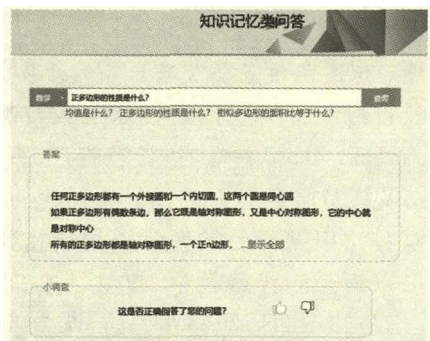 知识记忆类问答
数学 正多边形的性质是什么? 查询
均值是什么? 正多边形的性质是什么? 相似多边形的面积比等于什么?
答案
任何正多边形都有一个外接圆和一个内切圆，这两个圆是同心圆
如果正多边形有偶数条边，那么它既是轴对称图形，又是中心对称图形，它的中心就
是对称中心
所有的正多边形都是轴对称图形，一个正n边形， ...显示全部
小调查
这是否正确回答了您的问题?